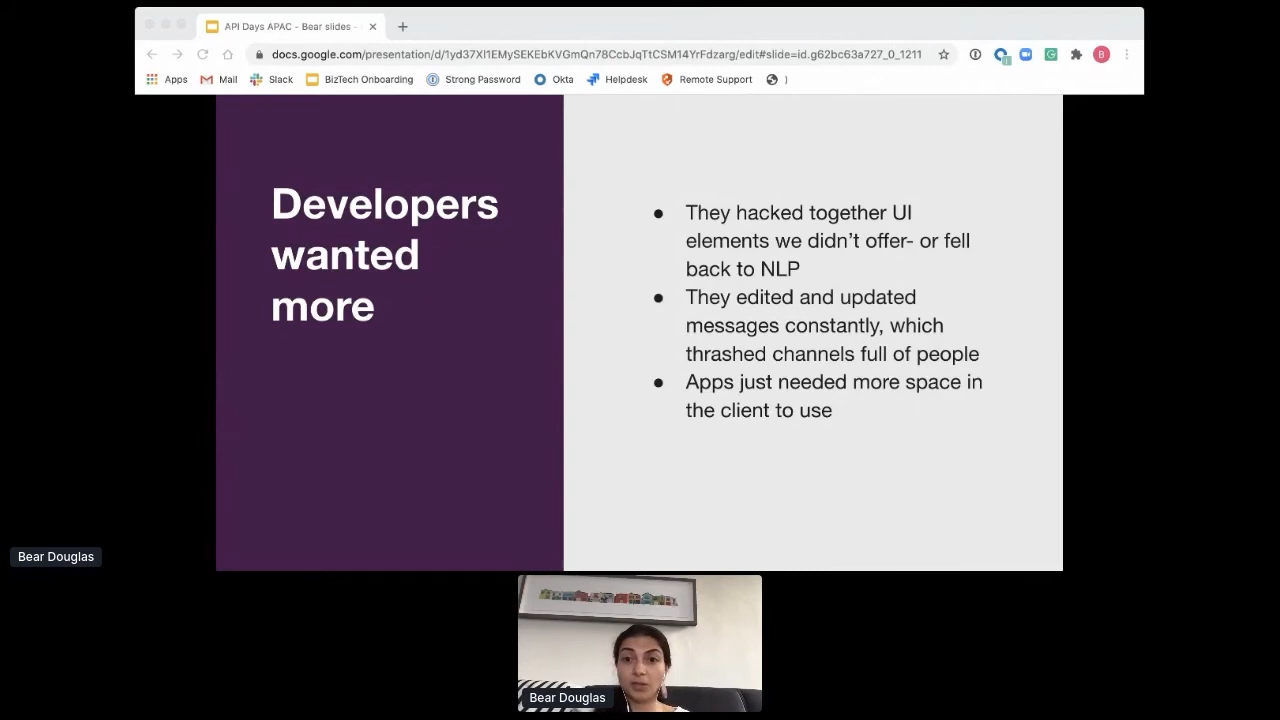 API Days APAC - Bear slides -
docs.google.com/presentation/d/1yd37Xl1EMySEKEbKVGmQn78CcbJqTtCSM14YrFdzarg/edit#slide=id.g62bc63a727_0_1211
B
Apps Mail Slack BizTech Onboarding Strong Password Okta Helpdesk Remote Support )
Developers
wanted
more
● They hacked together UI
elements we didn’t offer- or fell
back to NLP
● They edited and updated
messages constantly, which
thrashed channels full of people
● Apps just needed more space in
the client to use
Bear Douglas
Bear Douglas